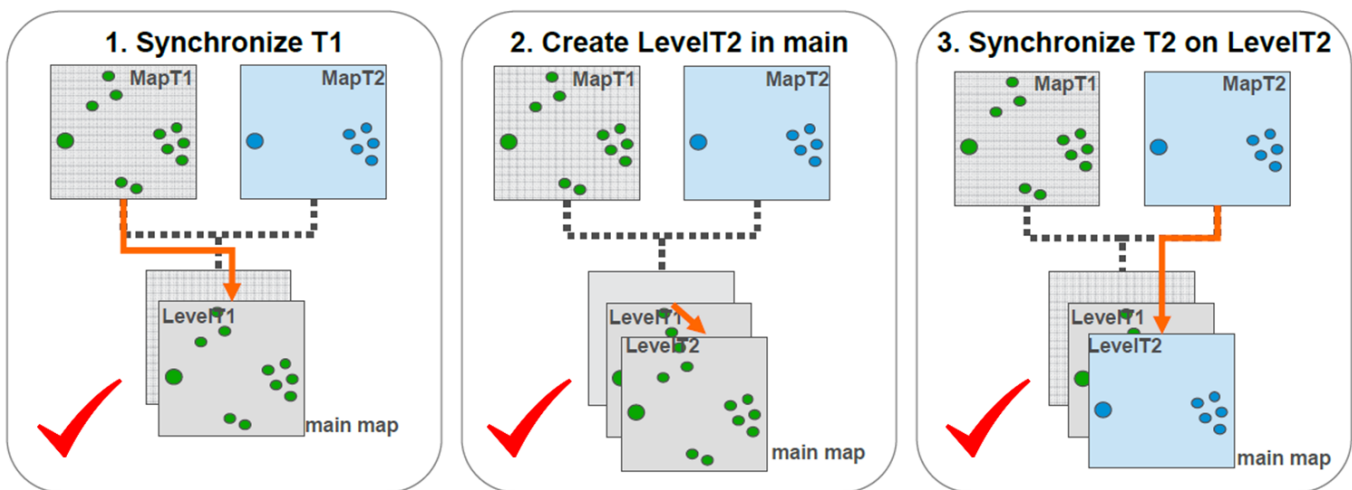 1. Synchronize T1
MapT1
MapT2
LevelT1
main map
2. Create LevelT2 in main
MapT1
MapT2
LevelT1
LevelT2
main map
3. Synchronize T2 on LevelT2
MapT1
MapT2
LevelT1
LevelT2
main map